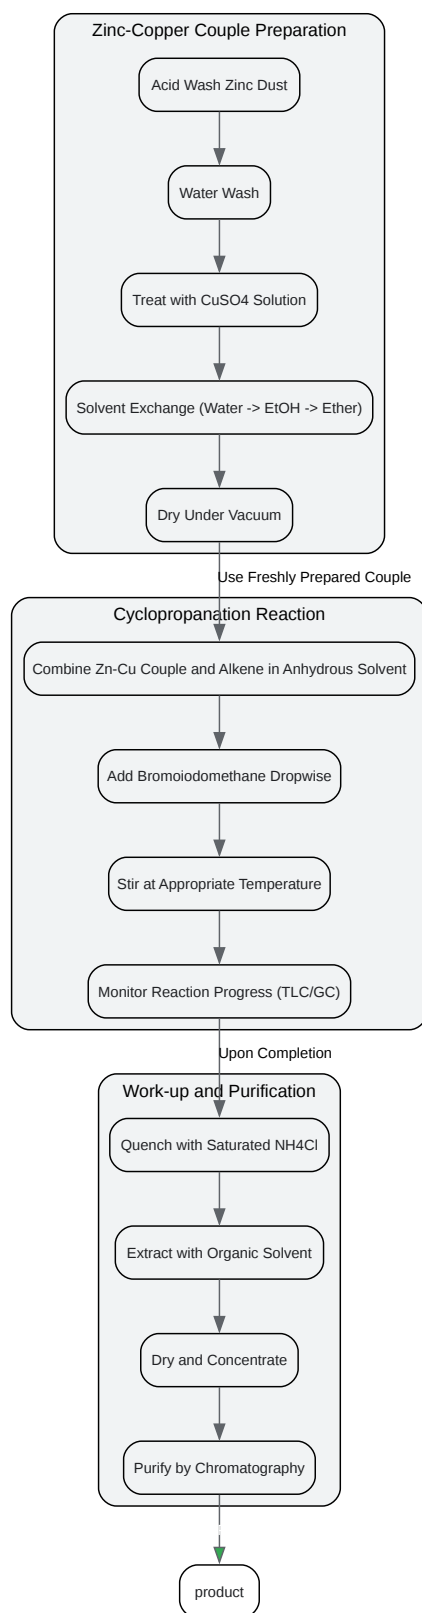 Zinc-Copper Couple Preparation
Acid Wash Zinc Dust
Water Wash
Treat with CuSO4 Solution
Solvent Exchange (Water -> EtOH -> Ether)
Dry Under Vacuum
Use Freshly Prepared Couple
Cyclopropanation Reaction
Combine Zn-Cu Couple and Alkene in Anhydrous Solvent
Add Bromoiodomethane Dropwise
Stir at Appropriate Temperature
Monitor Reaction Progress (TLC/GC)
Upon Completion
Work-up and Purification
Quench with Saturated NH4Cl
Extract with Organic Solvent
Dry and Concentrate
Purify by Chromatography
product